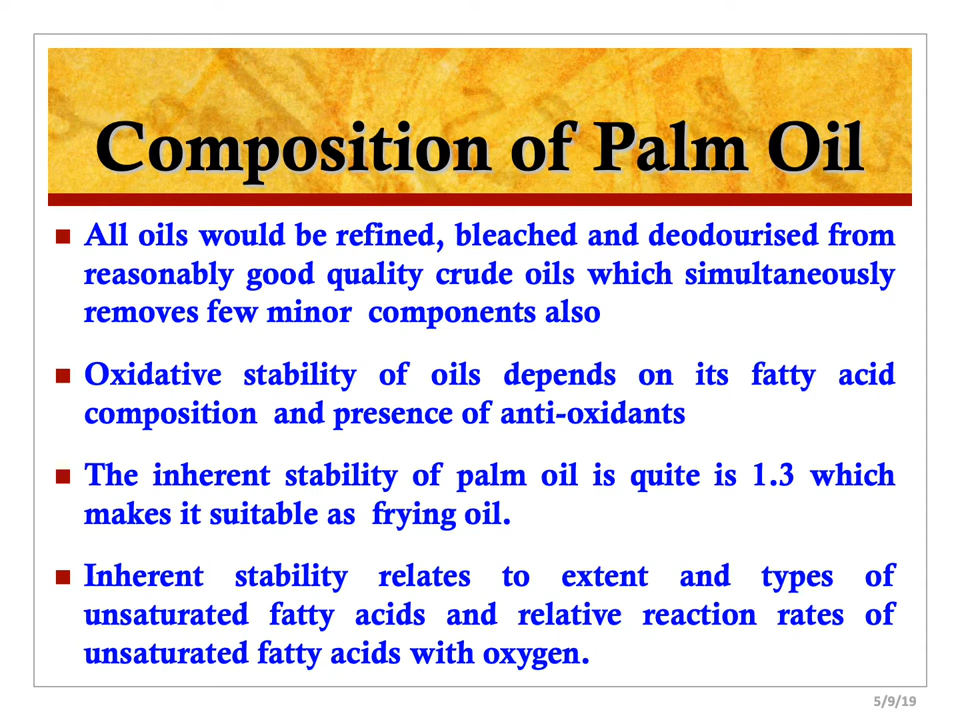 Composition of Palm Oil
All oils would be refined, bleached and deodourised from
reasonably good quality crude oils which simultaneously
removes few minor components also
Oxidative stability of oils depends on its fatty acid
composition and presence of anti-oxidants
The inherent stability of palm oil is quite is 1.3 which
makes it suitable as frying oil.
Inherent stability relates to extent and types of
unsaturated fatty acids and relative reaction rates of
unsaturated fatty acids with oxygen.
5/9/19